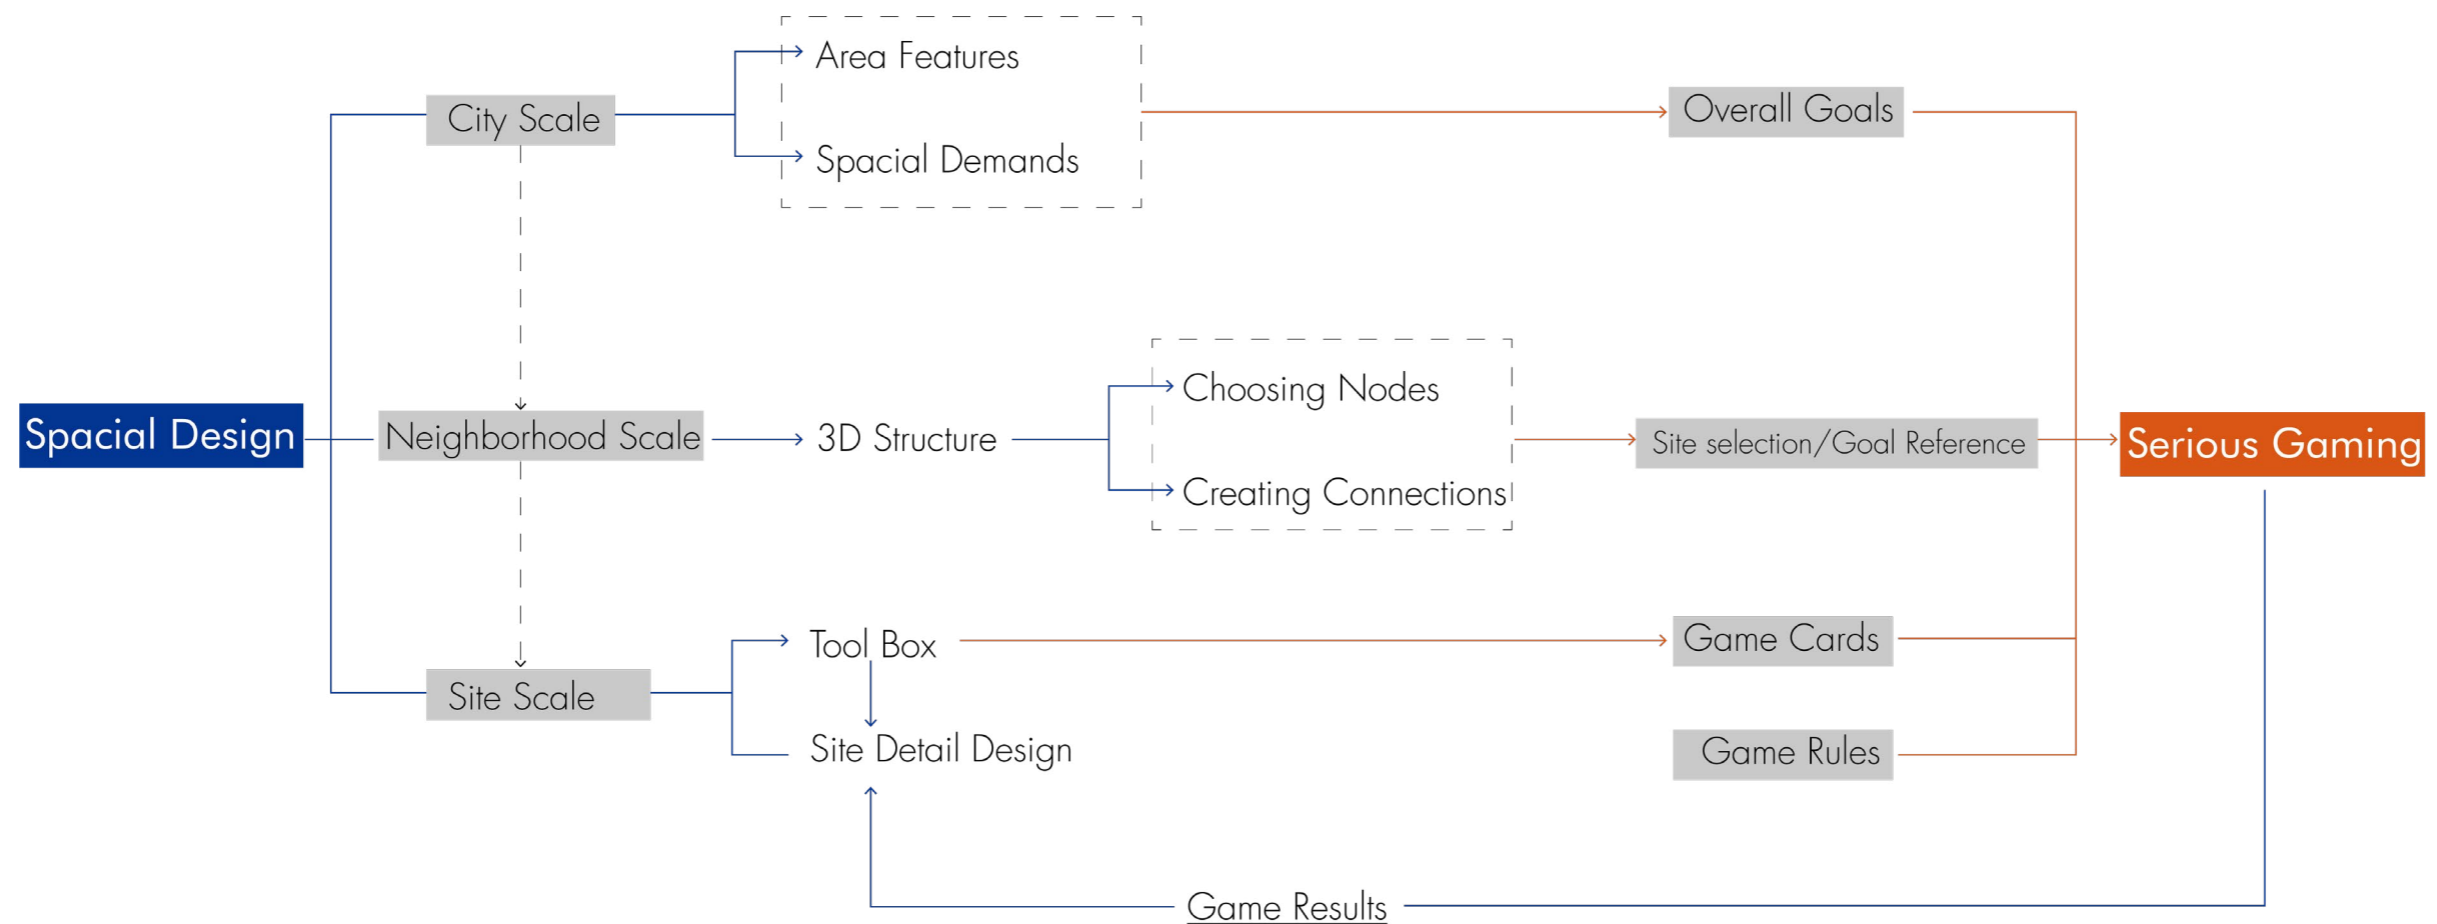 Area Features
City Scale
Overall Goals
Spacial Demands
Choosing Nodes
Spacial Design
Neighborhood Scale
3D Structure
Site selection/Goal Reference
Serious Gaming
Creating Connections
Tool Box
Game Cards
Site Scale
Site Detail Design
Game Rules
Game Results